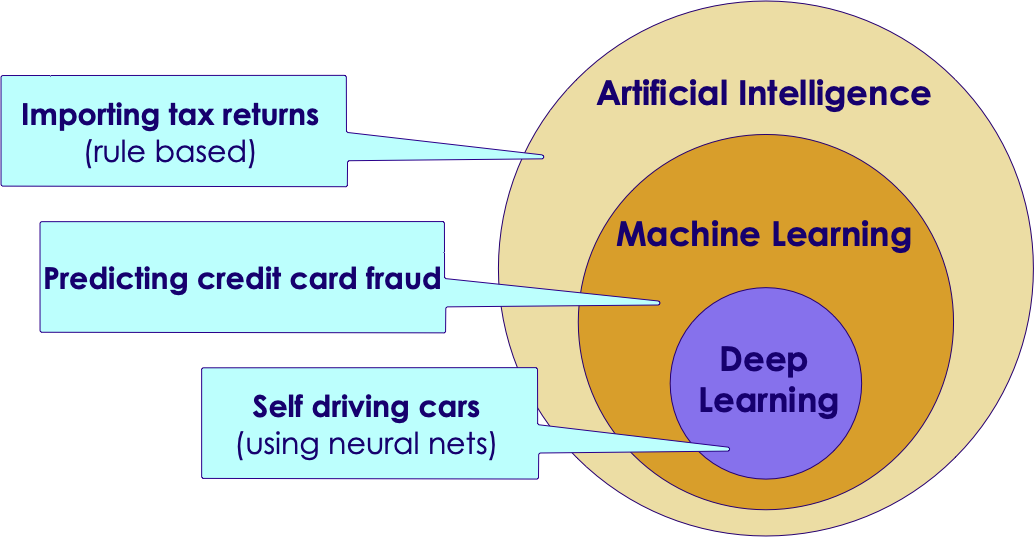 Artificial Intelligence
Importing tax returns
(rule based)
Machine Learning
Predicting credit card fraud
Deep
Learning
Self driving cars
(using neural nets)